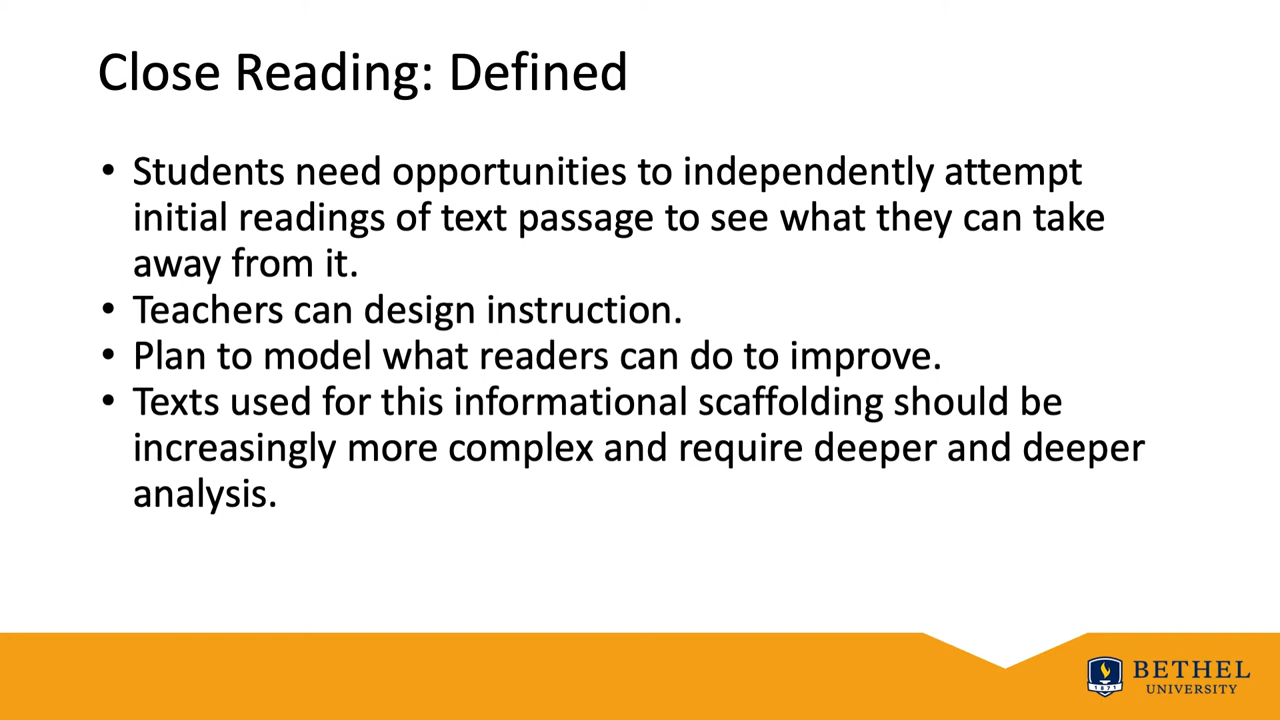 Close Reading: Defined
• Students need opportunities to independently attempt
initial readings of text passage to see what they can take
away from it.
• Teachers can design instruction.
• Plan to model what readers can do to improve.
• Texts used for this informational scaffolding should be
increasingly more complex and require deeper and deeper
analysis.
1871
BETHEL
UNIVERSITY